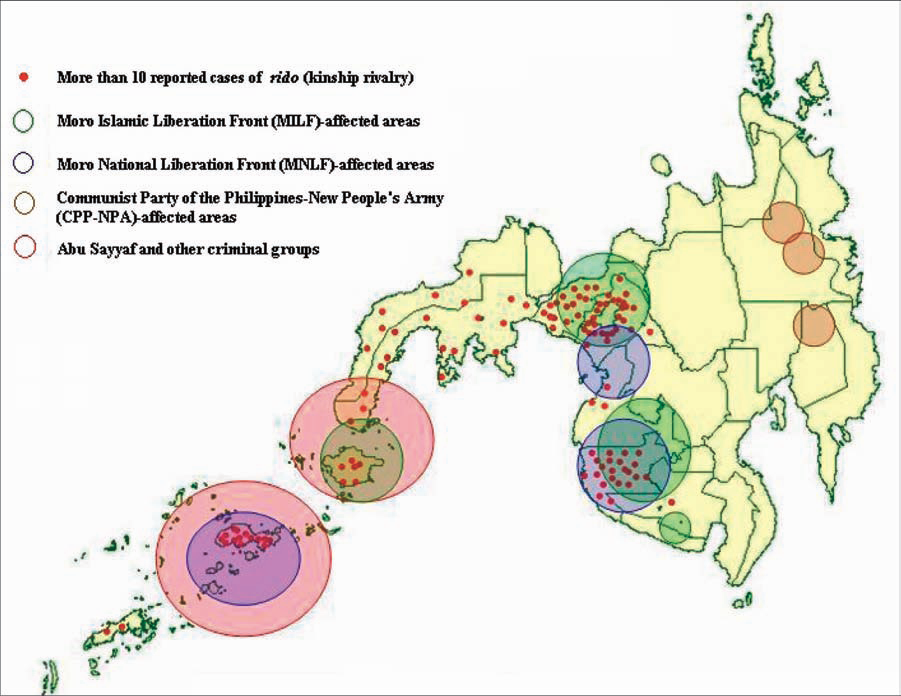 More than 10 reported cases of rido (kinship rivalry)
Moro Islamic Liberation Front (MILF)-affected areas
Moro National Liberation Front (MNLF)-affected areas
Communist Party of the Philippines-New People's Army
(CPP-NPA)-affected areas
Abu Sayyaf and other criminal groups